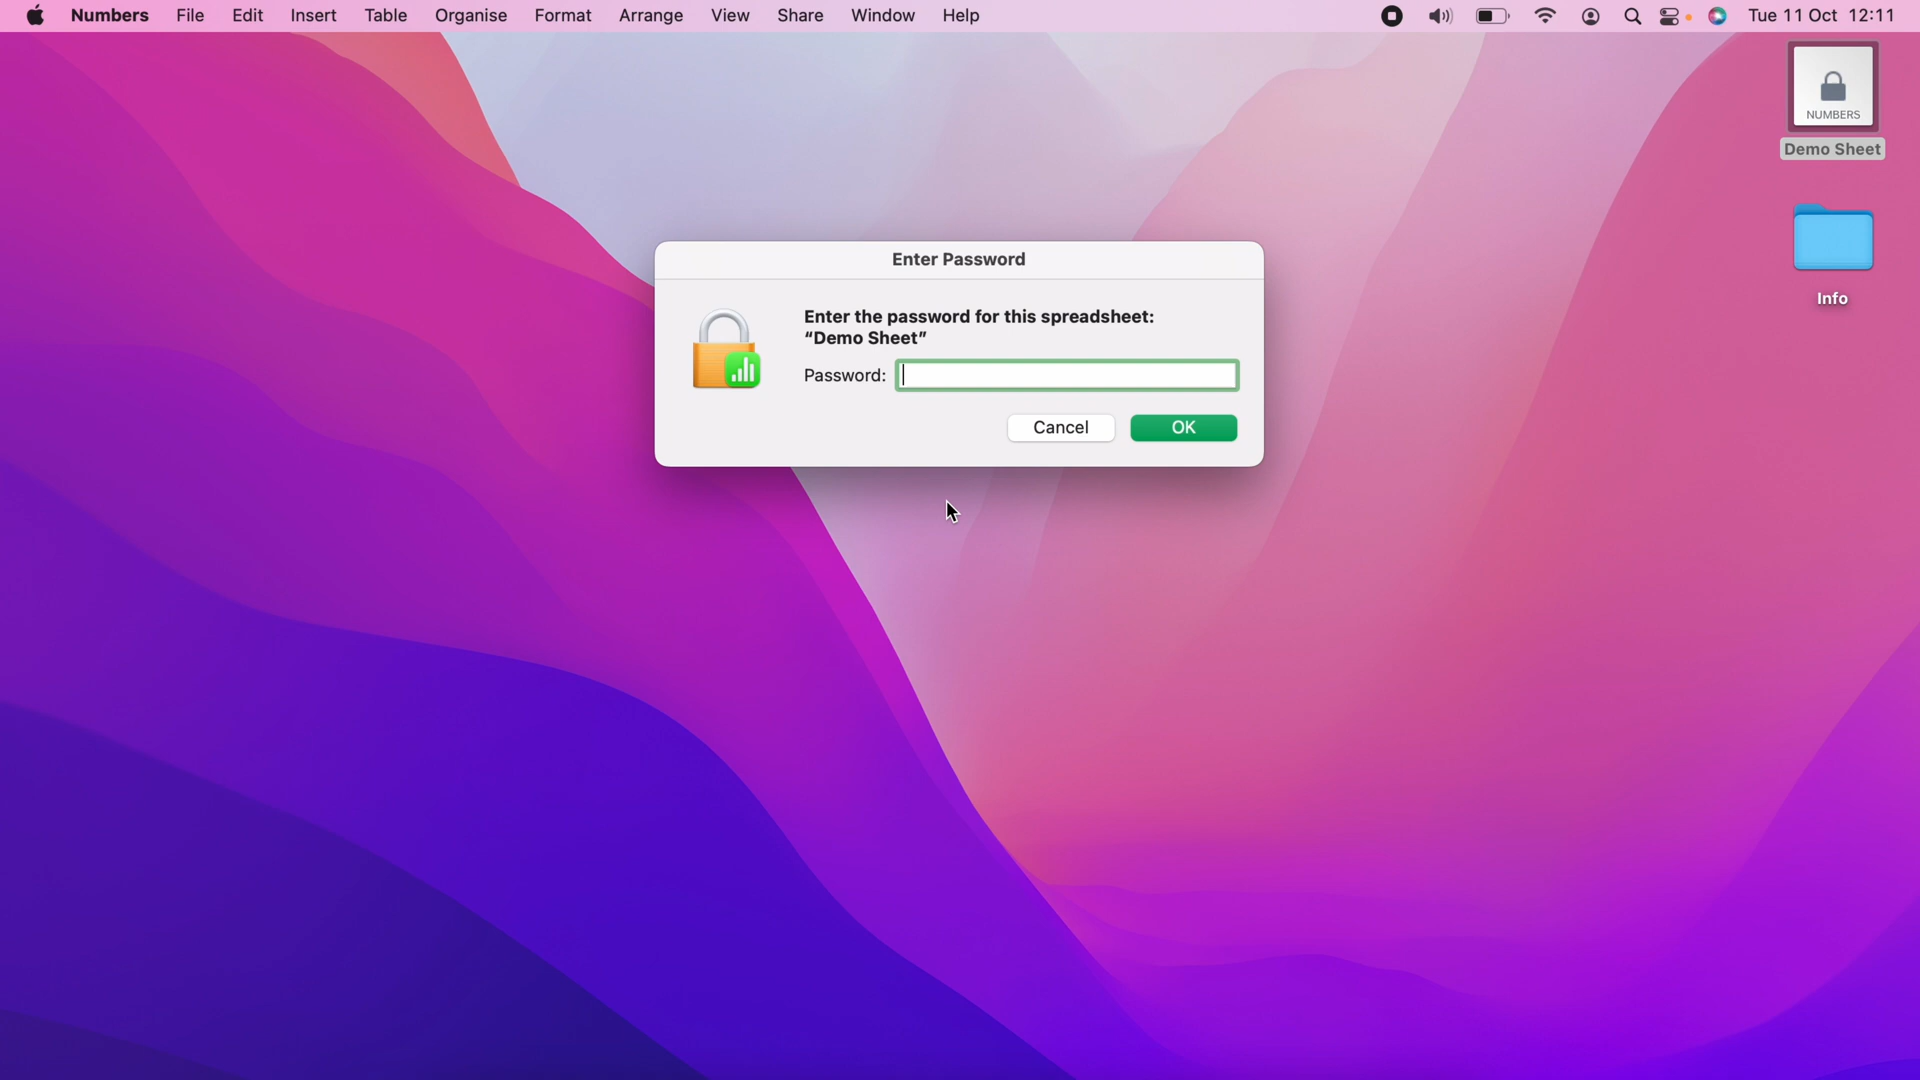 Numbers File Edit Insert Table Organise Format Arrange View Share Window Help Tue 11 Oct 12:11
NUMBERS
Demo Sheet
Info
Enter Password
Enter the password for this spreadsheet:
“Demo Sheet”
Password:
Cancel OK